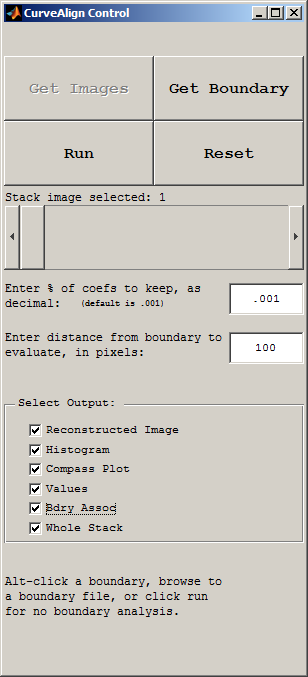 CurveAlign Control
Get Images
Get Boundary
Run
Reset
Stack image selected: 1
Enter % of coefs to keep, as
decimal: (default is .001)
.001
Enter distance from boundary to
evaluate, in pixels:
100
Select Output:
Reconstructed Image
Histogram
Compass Plot
Values
Bdry Assoc
Whole Stack
Alt-click a boundary, browse to
a boundary file, or click run
for no boundary analysis.